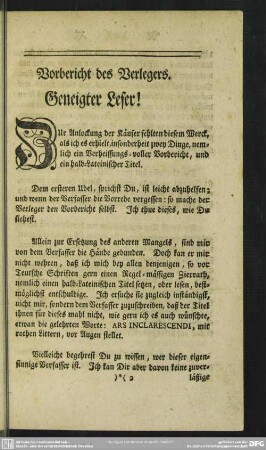 Vorbericht des Verlegers.
Geneigter Leser!
ZUr Anlockung der Käufer fehlten diesem Werck,
als ich es erhielt, insonderheit zwey Dinge, nem-
lich ein Verheissungs-voller Vorbericht, und
ein halb-Lateinischer Titel.
Dem ersteren Übel, sprichst Du, ist leicht abzuhelffen:
und wenn der Verfasser die Vorrede vergessen: so mache der
Verleger den Vorbericht selbst. Ich thue dieses, wie Du
siehest.
Allein zur Ersetzung des anderen Mangels, sind mir
von dem Verfasser die Hände gebunden. Doch kan er mir
nicht wehren, daß ich mich bey allen denjenigen, so vor
Teutsche Schriften gern einen Regel-mässigen Zierrath,
nemlich einen halb-Lateinischen Titel setzen, oder lesen, best-
möglichst entschuldige. Ich ersuche sie zugleich inständigst,
nicht mir, sondern dem Verfasser zuzuschreiben, daß der Titel
ihnen für dieses mahl nicht, wie gern ich es auch wünschte,
etwan die gelehrten Worte: ARS INCLARESCENDI, mit
rothen Littern, vor Augen stellet.
Vielleicht begehrest Du zu wissen, wer dieser eigen-
sinnige Verfasser ist. Ich kan Dir aber davon keine zuver-
)*( 2 läßige